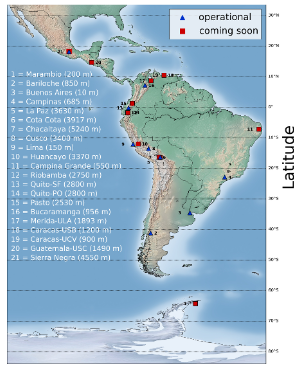 operational
coming soon
30°N
20°N
10°N
0°
10°S
20°S
30°S
40°S
50°S
60°S
70°S
80°S
Latitude
1 = Marambio (200 m)
2 = Bariloche (850 m)
3 = Buenos Aires (10 m)
4 = Campinas (685 m)
5 = La Paz (3630 m)
6 = Cota Cota (3917 m)
7 = Chacaltaya (5240 m)
8 = Cusco (3400 m)
9 = Lima (150 m)
10 = Huancayo (3370 m)
11 = Campina Grande (550 m)
12 = Riobamba (2750 m)
13 = Quito-SF (2800 m)
14 = Quito-PO (2800 m)
15 = Pasto (2530 m)
16 = Bucaramanga (956 m)
17 = Merida-ULA (1893 m)
18 = Caracas-USB (1200 m)
19 = Caracas-UCV (900 m)
20 = Guatemala-USC (1490 m)
21 = Sierra Negra (4550 m)